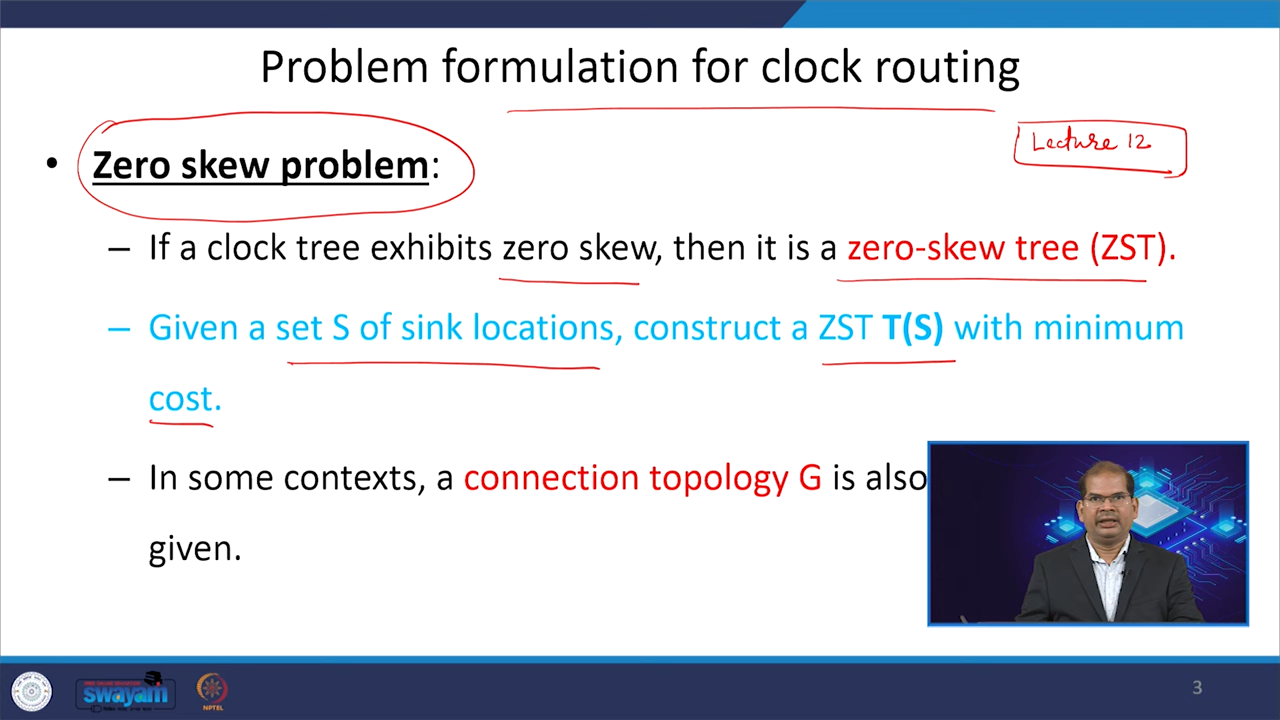 Problem formulation for clock routing
Lecture 12
• Zero skew problem:
– If a clock tree exhibits zero skew, then it is a zero-skew tree (ZST).
– Given a set S of sink locations, construct a ZST T(S) with minimum
cost.
– In some contexts, a connection topology G is also
given.
swayam
NPTEL
3